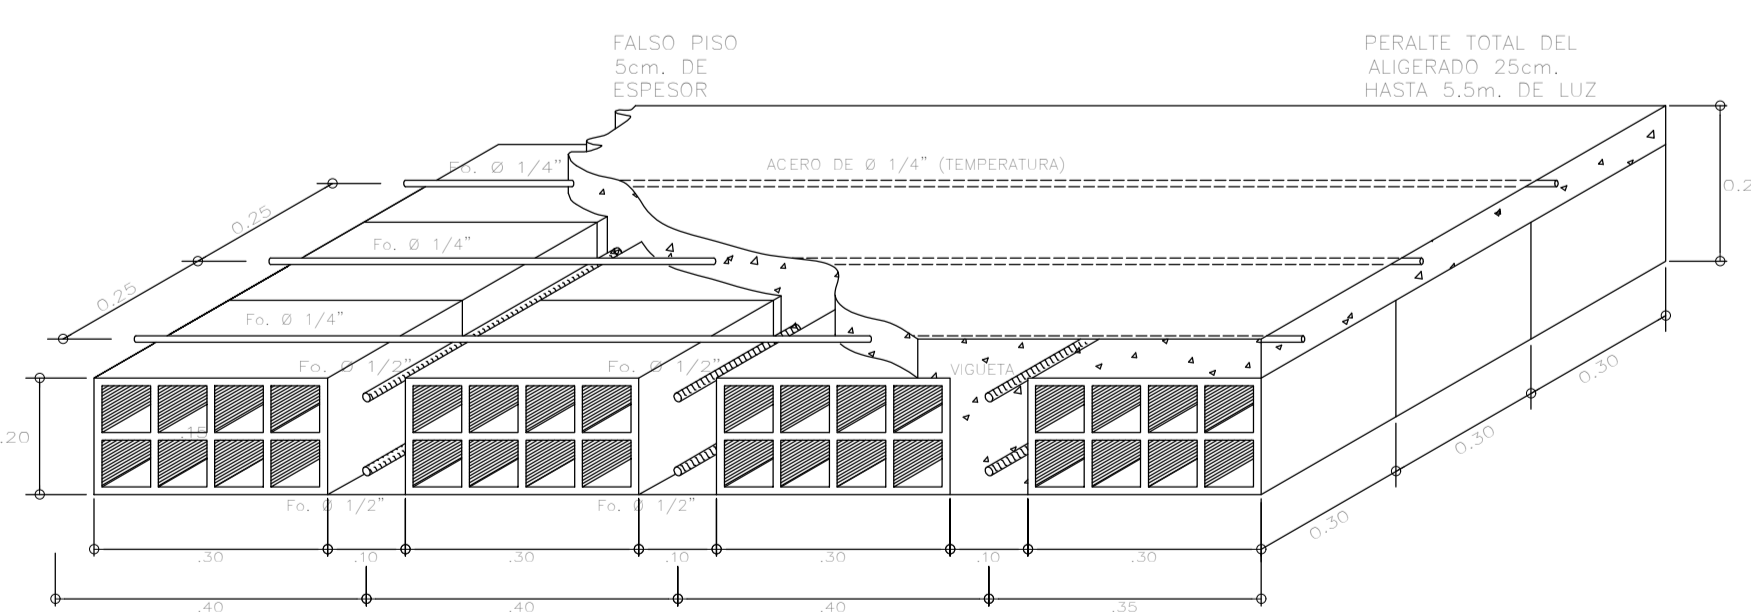 FALSO PISO
5cm. DE
ESPESOR
PERALTE TOTAL DEL
ALIGERADO 25cm.
HASTA 5.5m. DE LUZ
Fo. Ø 1/4"
ACERO DE Ø 1/4" (TEMPERATURA)
0.25
Fo. Ø 1/4"
0.25
Fo. Ø 1/4"
Fo. Ø 1/2"
Fo. Ø 1/2"
VIGUETA
.20
.15
0.30
0.30
0.30
Fo. Ø 1/2"
Fo. Ø 1/2"
.30
.10
.30
.10
.30
.10
.30
.40
.40
.40
.35